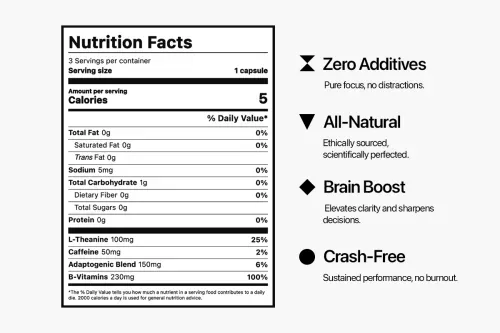 Nutrition Facts
3 Servings per container
Serving size 1 capsule
Amount per serving
Calories 5
% Daily Value*
Total Fat 0g 0%
Saturated Fat 0g 0%
Trans Fat 0g
Sodium 5mg 0%
Total Carbohydrate 1g 0%
Dietary Fiber 0g 0%
Total Sugars 0g
Protein 0g 0%
L-Theanine 100mg 25%
Caffeine 50mg 2%
Adaptogenic Blend 150mg 6%
B-Vitamins 230mg 100%
*The % Daily Value tells you how much a nutrient in a serving food contributes to a daily
die. 2000 calories a day is used for general nutrition advice.
Zero Additives
Pure focus, no distractions.
All-Natural
Ethically sourced,
scientifically perfected.
Brain Boost
Elevates clarity and sharpens
decisions.
Crash-Free
Sustained performance, no burnout.